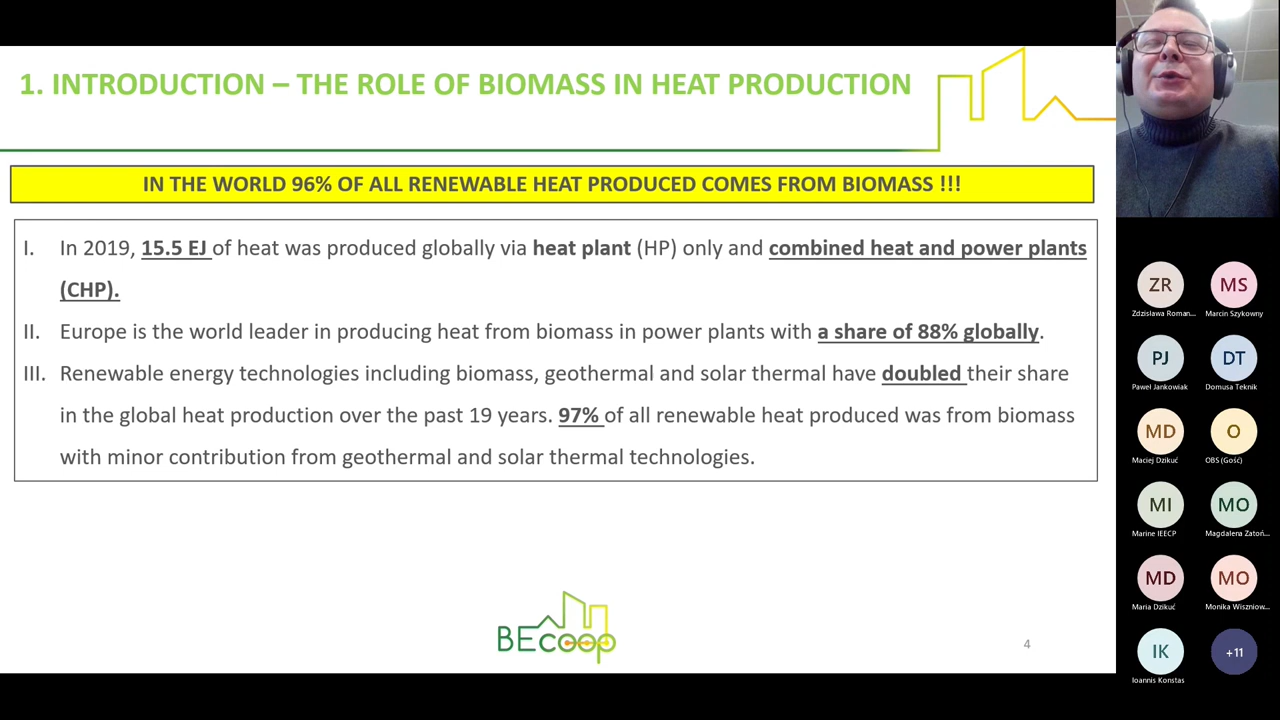 1. INTRODUCTION – THE ROLE OF BIOMASS IN HEAT PRODUCTION
IN THE WORLD 96% OF ALL RENEWABLE HEAT PRODUCED COMES FROM BIOMASS !!!
I. In 2019, 15.5 EJ of heat was produced globally via heat plant (HP) only and combined heat and power plants
(CHP).
II. Europe is the world leader in producing heat from biomass in power plants with a share of 88% globally.
III. Renewable energy technologies including biomass, geothermal and solar thermal have doubled their share
in the global heat production over the past 19 years. 97% of all renewable heat produced was from biomass
with minor contribution from geothermal and solar thermal technologies.
BECOOP
4
ZR
Zdzisława Roman...
MS
Marcin Szykowny
PJ
Paweł Jankowiak
DT
Domusa Teknik
MD
Maciej Dzikuć
O
OBS (Gość)
MI
Marine IEECP
MO
Magdalena Zatoń...
MD
Maria Dzikuć
MO
Monika Wiszniow...
IK
Ioannis Konstas
+11